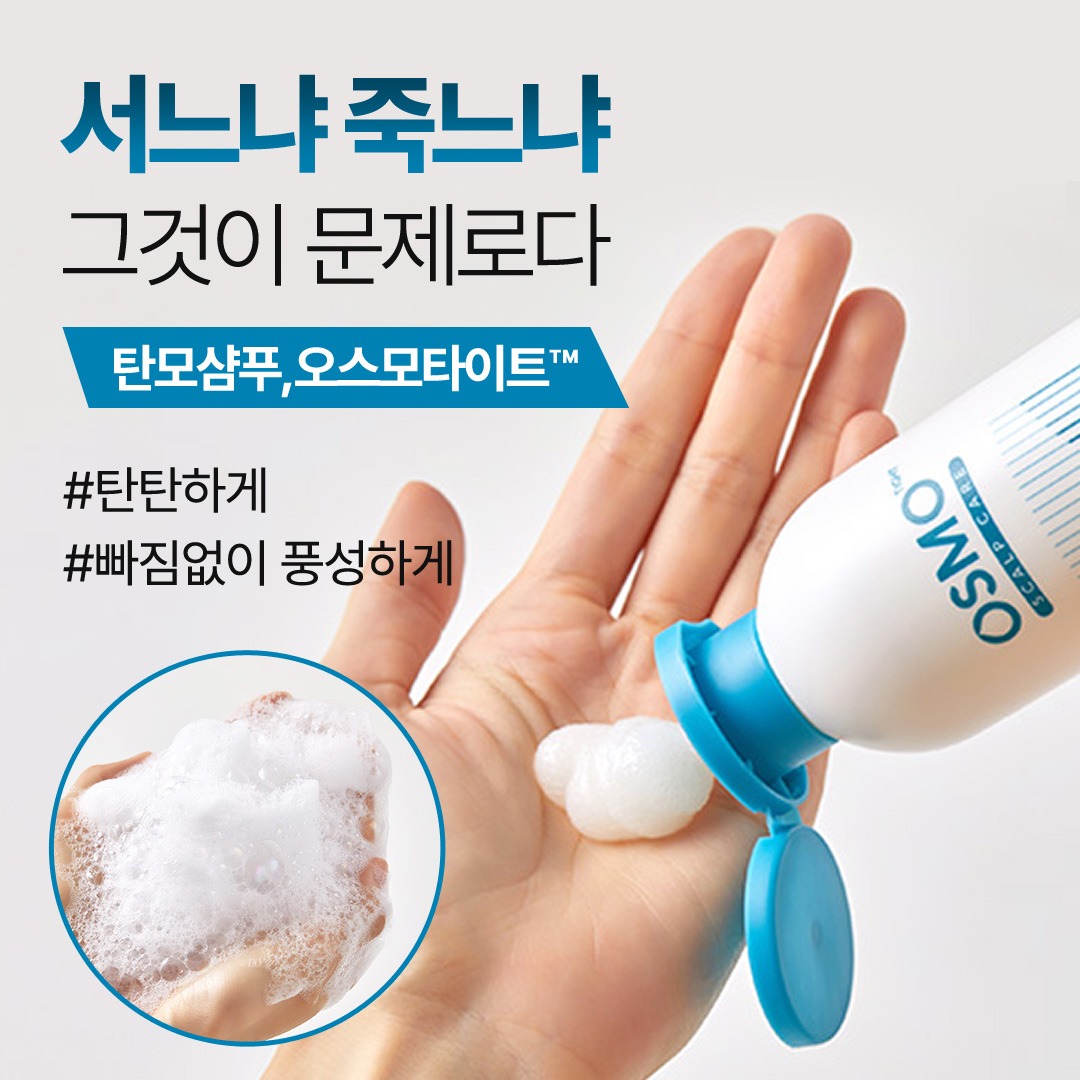 서느냐 죽느냐
그것이 문제로다
탄모샴푸,오스모타이트™
#탄탄하게
#빠짐없이 풍성하게
OSMO
SCALP CARE